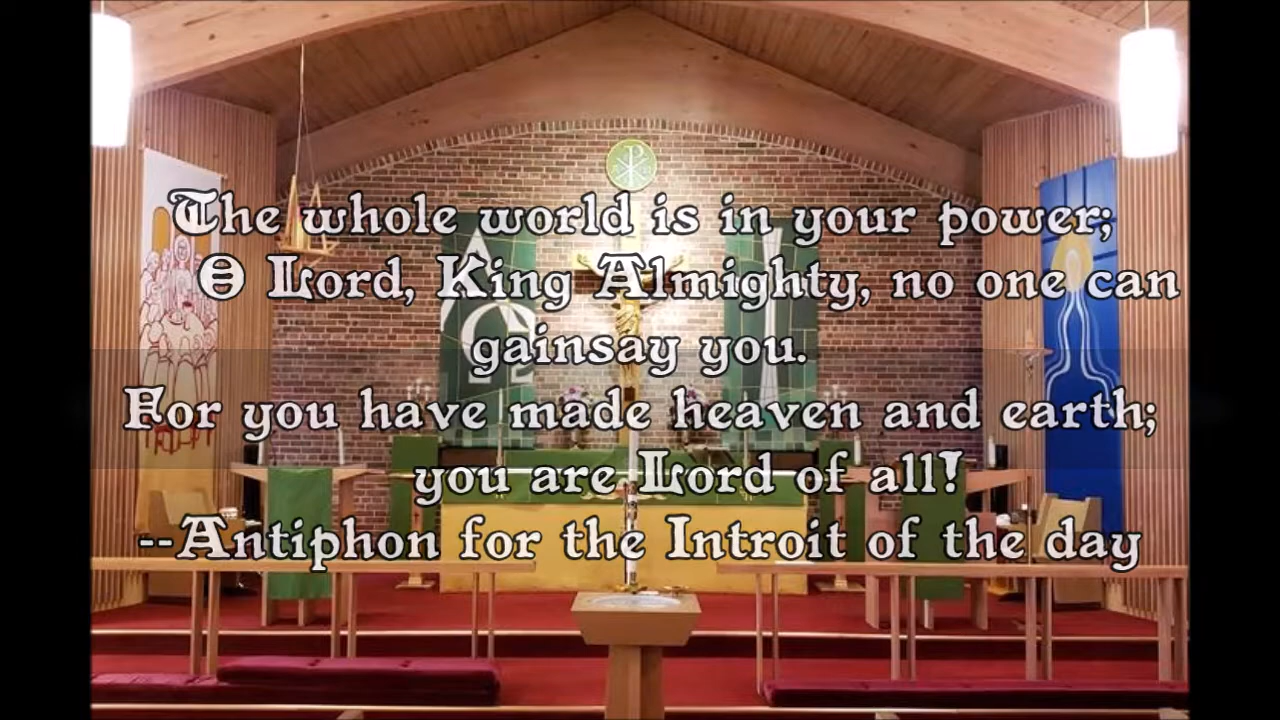 The whole world is in your power;
O Lord, King Almighty, no one can
gainsay you.
For you have made heaven and earth;
you are Lord of all!
--Antiphon for the Introit of the day